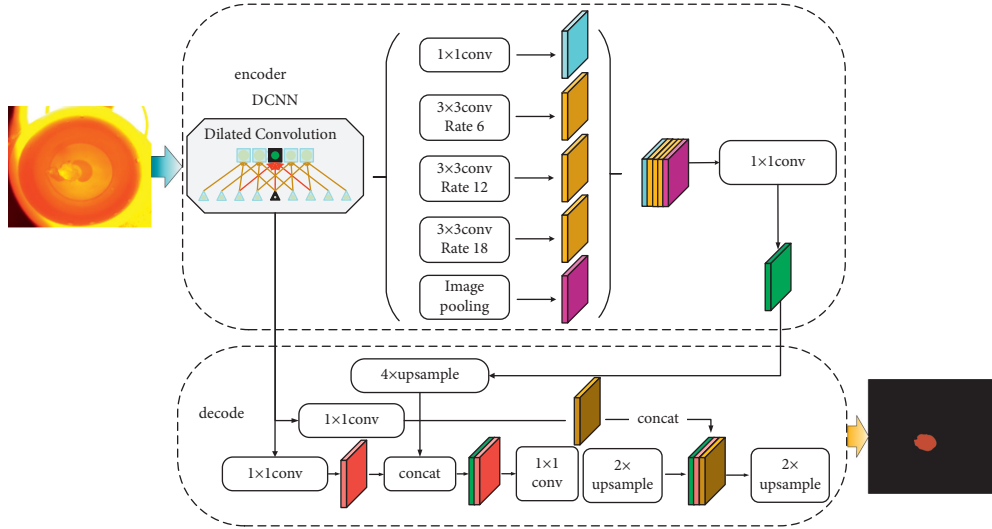 encoder
DCNN
Dilated Convolution
1×1conv
3×3conv
Rate 6
3×3conv
Rate 12
3×3conv
Rate 18
Image
pooling
1×1conv
decode
4×upsample
1×1conv
concat
1×1conv
concat
1×1
conv
2×
upsample
2×
upsample